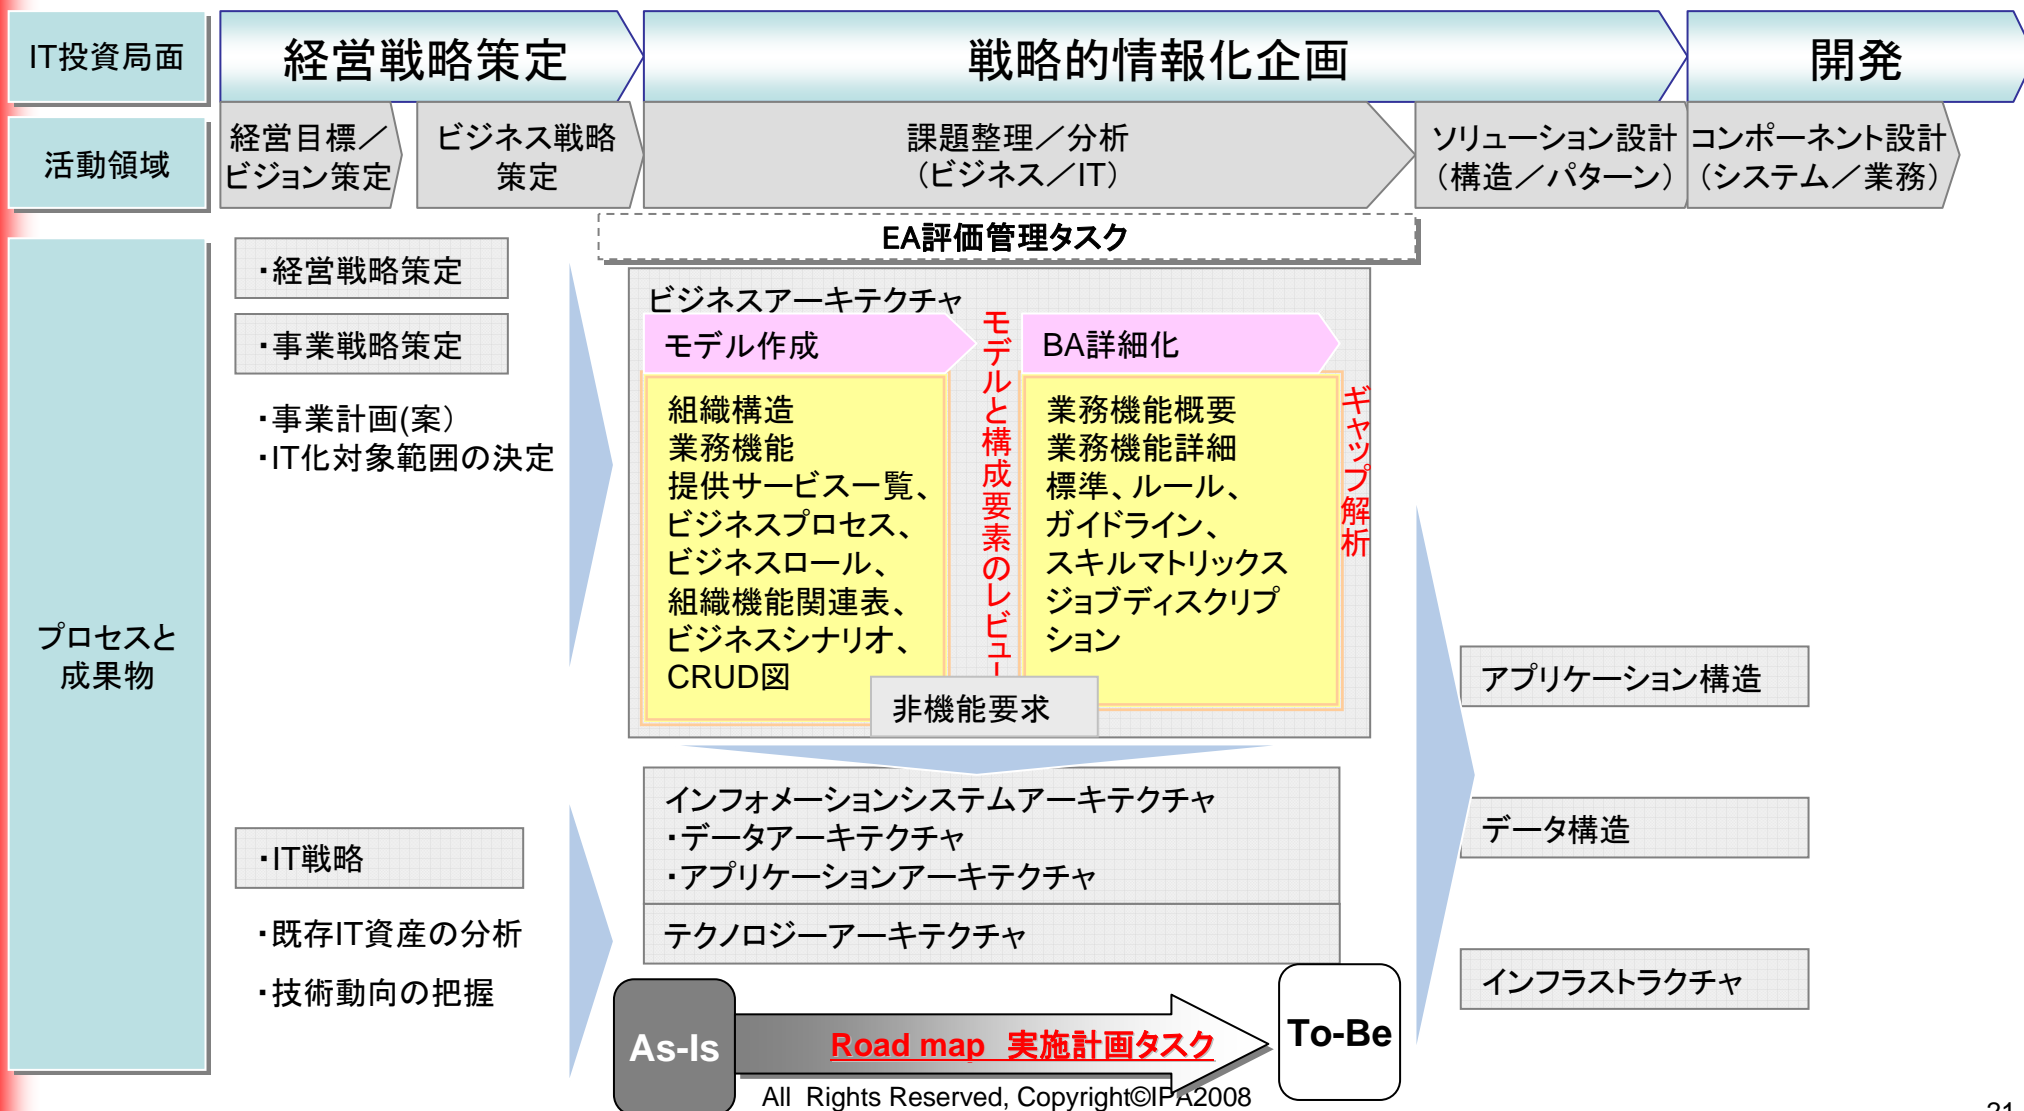 IT投資局面
経営戦略策定
戦略的情報化企画
開発
活動領域
経営目標／
ビジョン策定
ビジネス戦略
策定
課題整理／分析
（ビジネス／IT）
ソリューション設計
（構造／パターン）
コンポーネント設計
（システム／業務）
プロセスと
成果物
・経営戦略策定
・事業戦略策定
・事業計画(案）
・IT化対象範囲の決定
・IT戦略
・既存IT資産の分析
・技術動向の把握
EA評価管理タスク
ビジネスアーキテクチャ
モデル作成
組織構造
業務機能
提供サービス一覧、
ビジネスプロセス、
ビジネスロール、
組織機能関連表、
ビジネスシナリオ、
CRUD図
モデルと構成要素のレビュー
BA詳細化
業務機能概要
業務機能詳細
標準、ルール、
ガイドライン、
スキルマトリックス
ジョブディスクリプ
ション
ギャップ解析
非機能要求
インフォメーションシステムアーキテクチャ
・データアーキテクチャ
・アプリケーションアーキテクチャ
テクノロジーアーキテクチャ
As-Is
Road map 実施計画タスク
To-Be
アプリケーション構造
データ構造
インフラストラクチャ
All Rights Reserved, Copyright©IPA2008
21